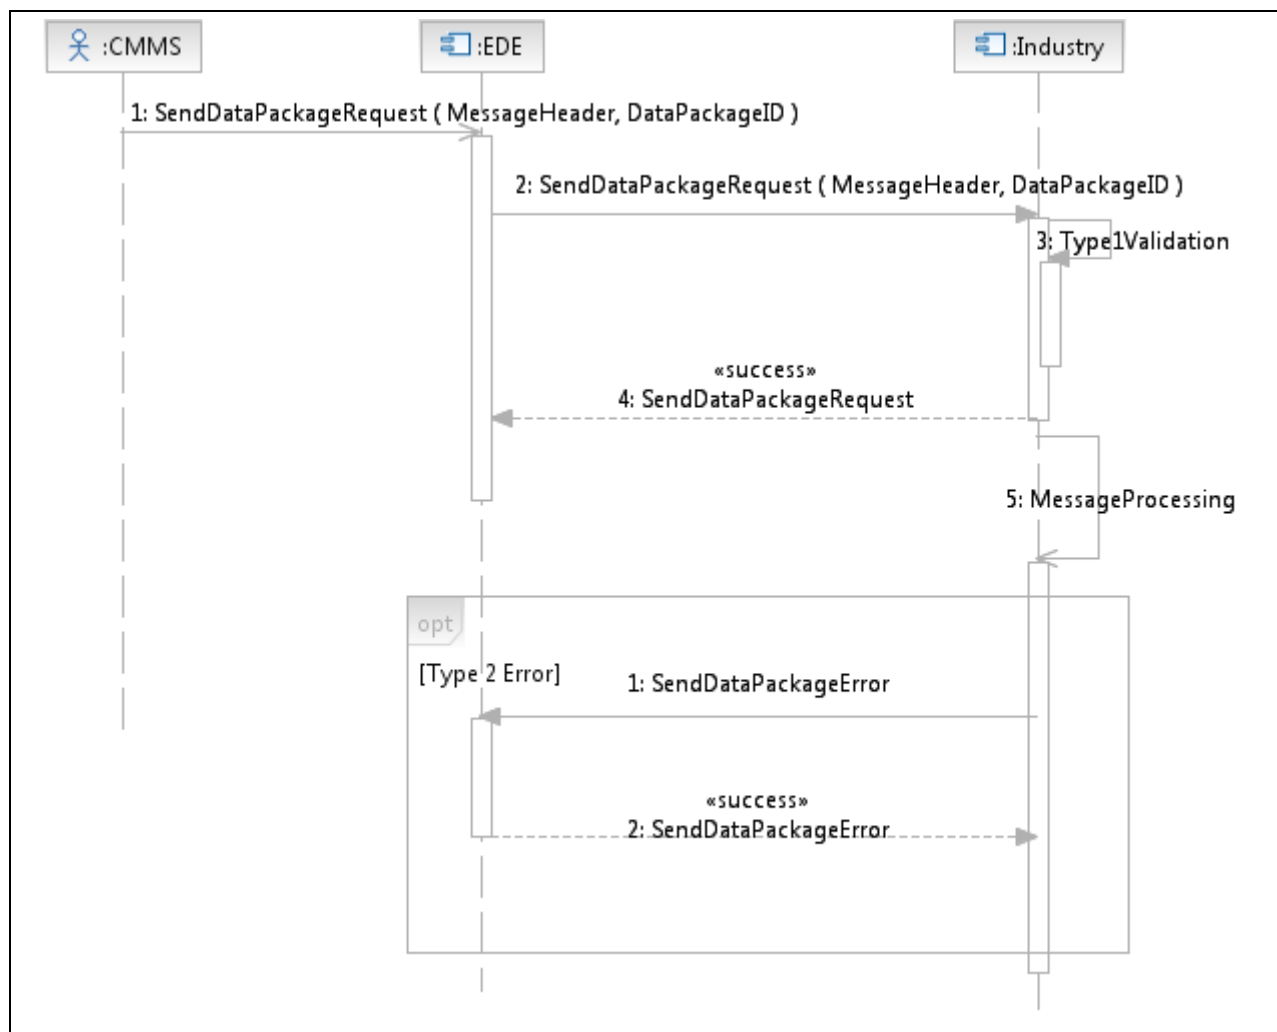 :CMMS
:EDE
:Industry
1: SendDataPackageRequest ( MessageHeader, DataPackageID )
2: SendDataPackageRequest ( MessageHeader, DataPackageID )
3: Type1Validation
«success»
4: SendDataPackageRequest
5: MessageProcessing
opt
[Type 2 Error]
1: SendDataPackageError
«success»
2: SendDataPackageError